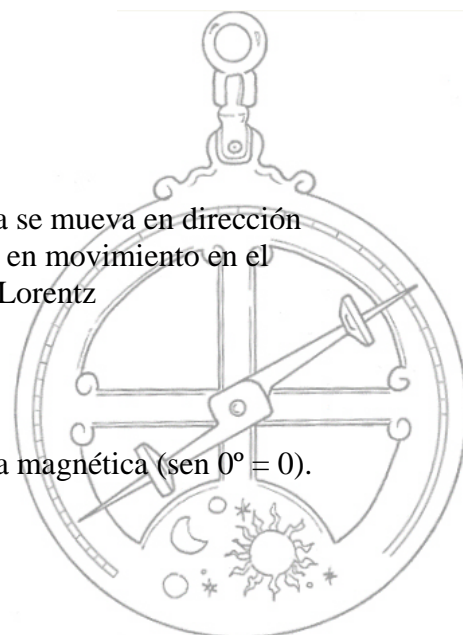 a se mueva en dirección
en movimiento en el
Lorentz
a magnética (sen 0º = 0).